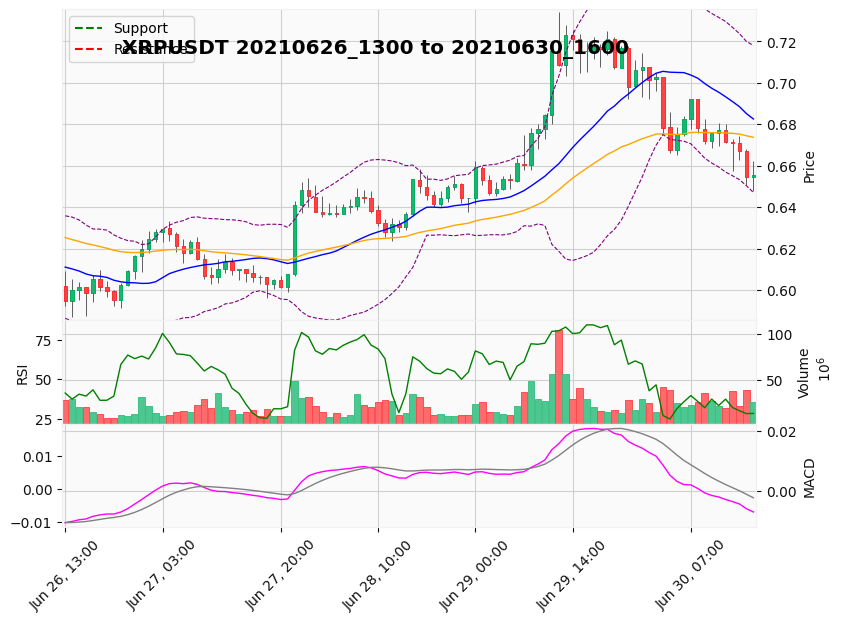 XRPUSDT 20210626_1300 to 20210630_1600
Support
Resistance
0.72
0.70
0.68
0.66
0.64
0.62
0.60
Price
75
50
25
RSI
100
50
Volume
10^6
0.01
0.00
−0.01
0.02
0.00
MACD
Jun 26, 13:00
Jun 27, 03:00
Jun 27, 20:00
Jun 28, 10:00
Jun 29, 00:00
Jun 29, 14:00
Jun 30, 07:00